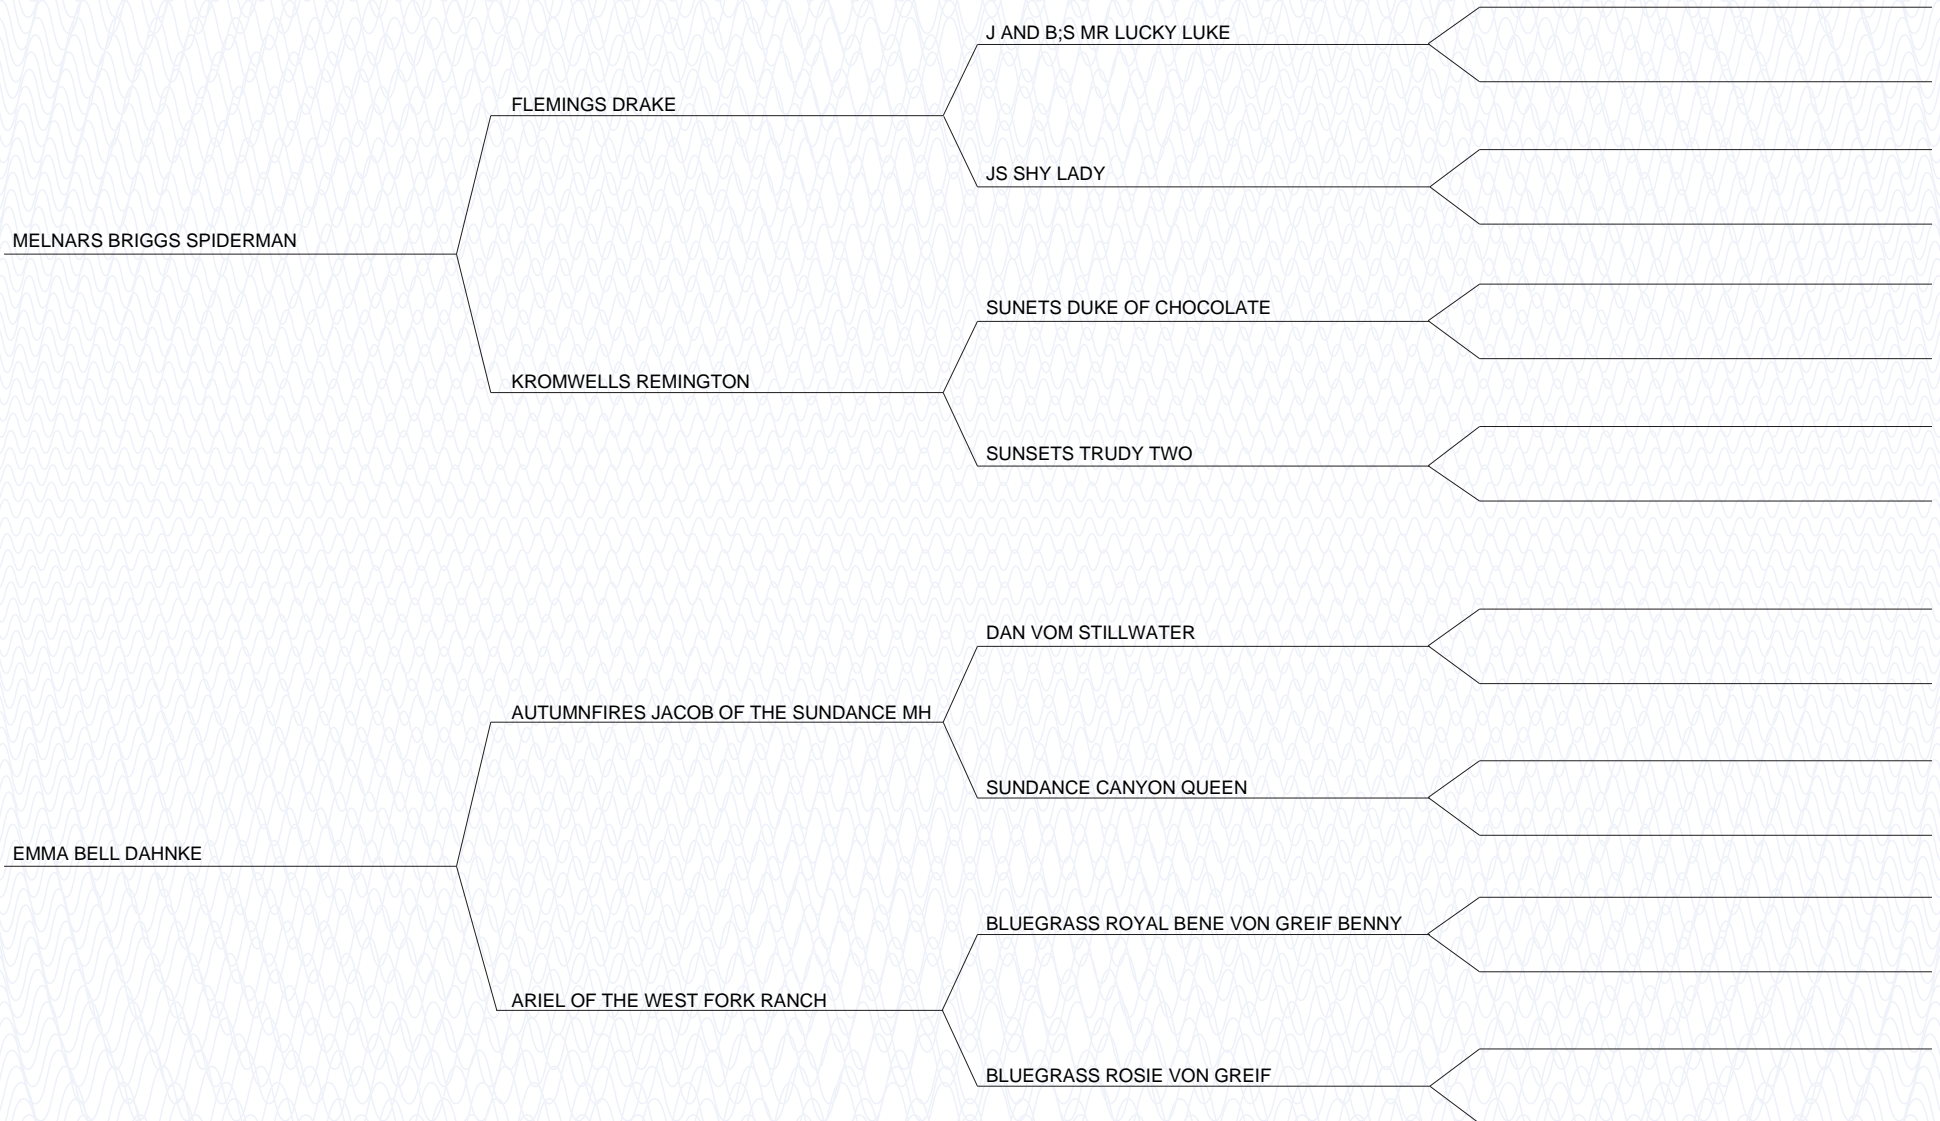 J AND B;S MR LUCKY LUKE
FLEMINGS DRAKE
JS SHY LADY
MELNARS BRIGGS SPIDERMAN
SUNETS DUKE OF CHOCOLATE
KROMWELLS REMINGTON
SUNSETS TRUDY TWO
DAN VOM STILLWATER
AUTUMNFIRES JACOB OF THE SUNDANCE MH
SUNDANCE CANYON QUEEN
EMMA BELL DAHNKE
BLUEGRASS ROYAL BENE VON GREIF BENNY
ARIEL OF THE WEST FORK RANCH
BLUEGRASS ROSIE VON GREIF